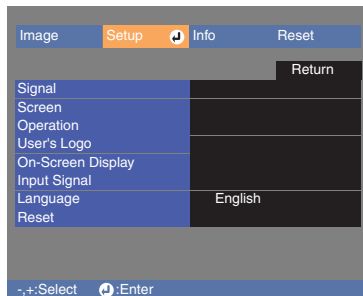 Image Setup Info Reset
Return
Signal
Screen
Operation
User's Logo
On-Screen Display
Input Signal
Language English
Reset
-,+:Select :Enter